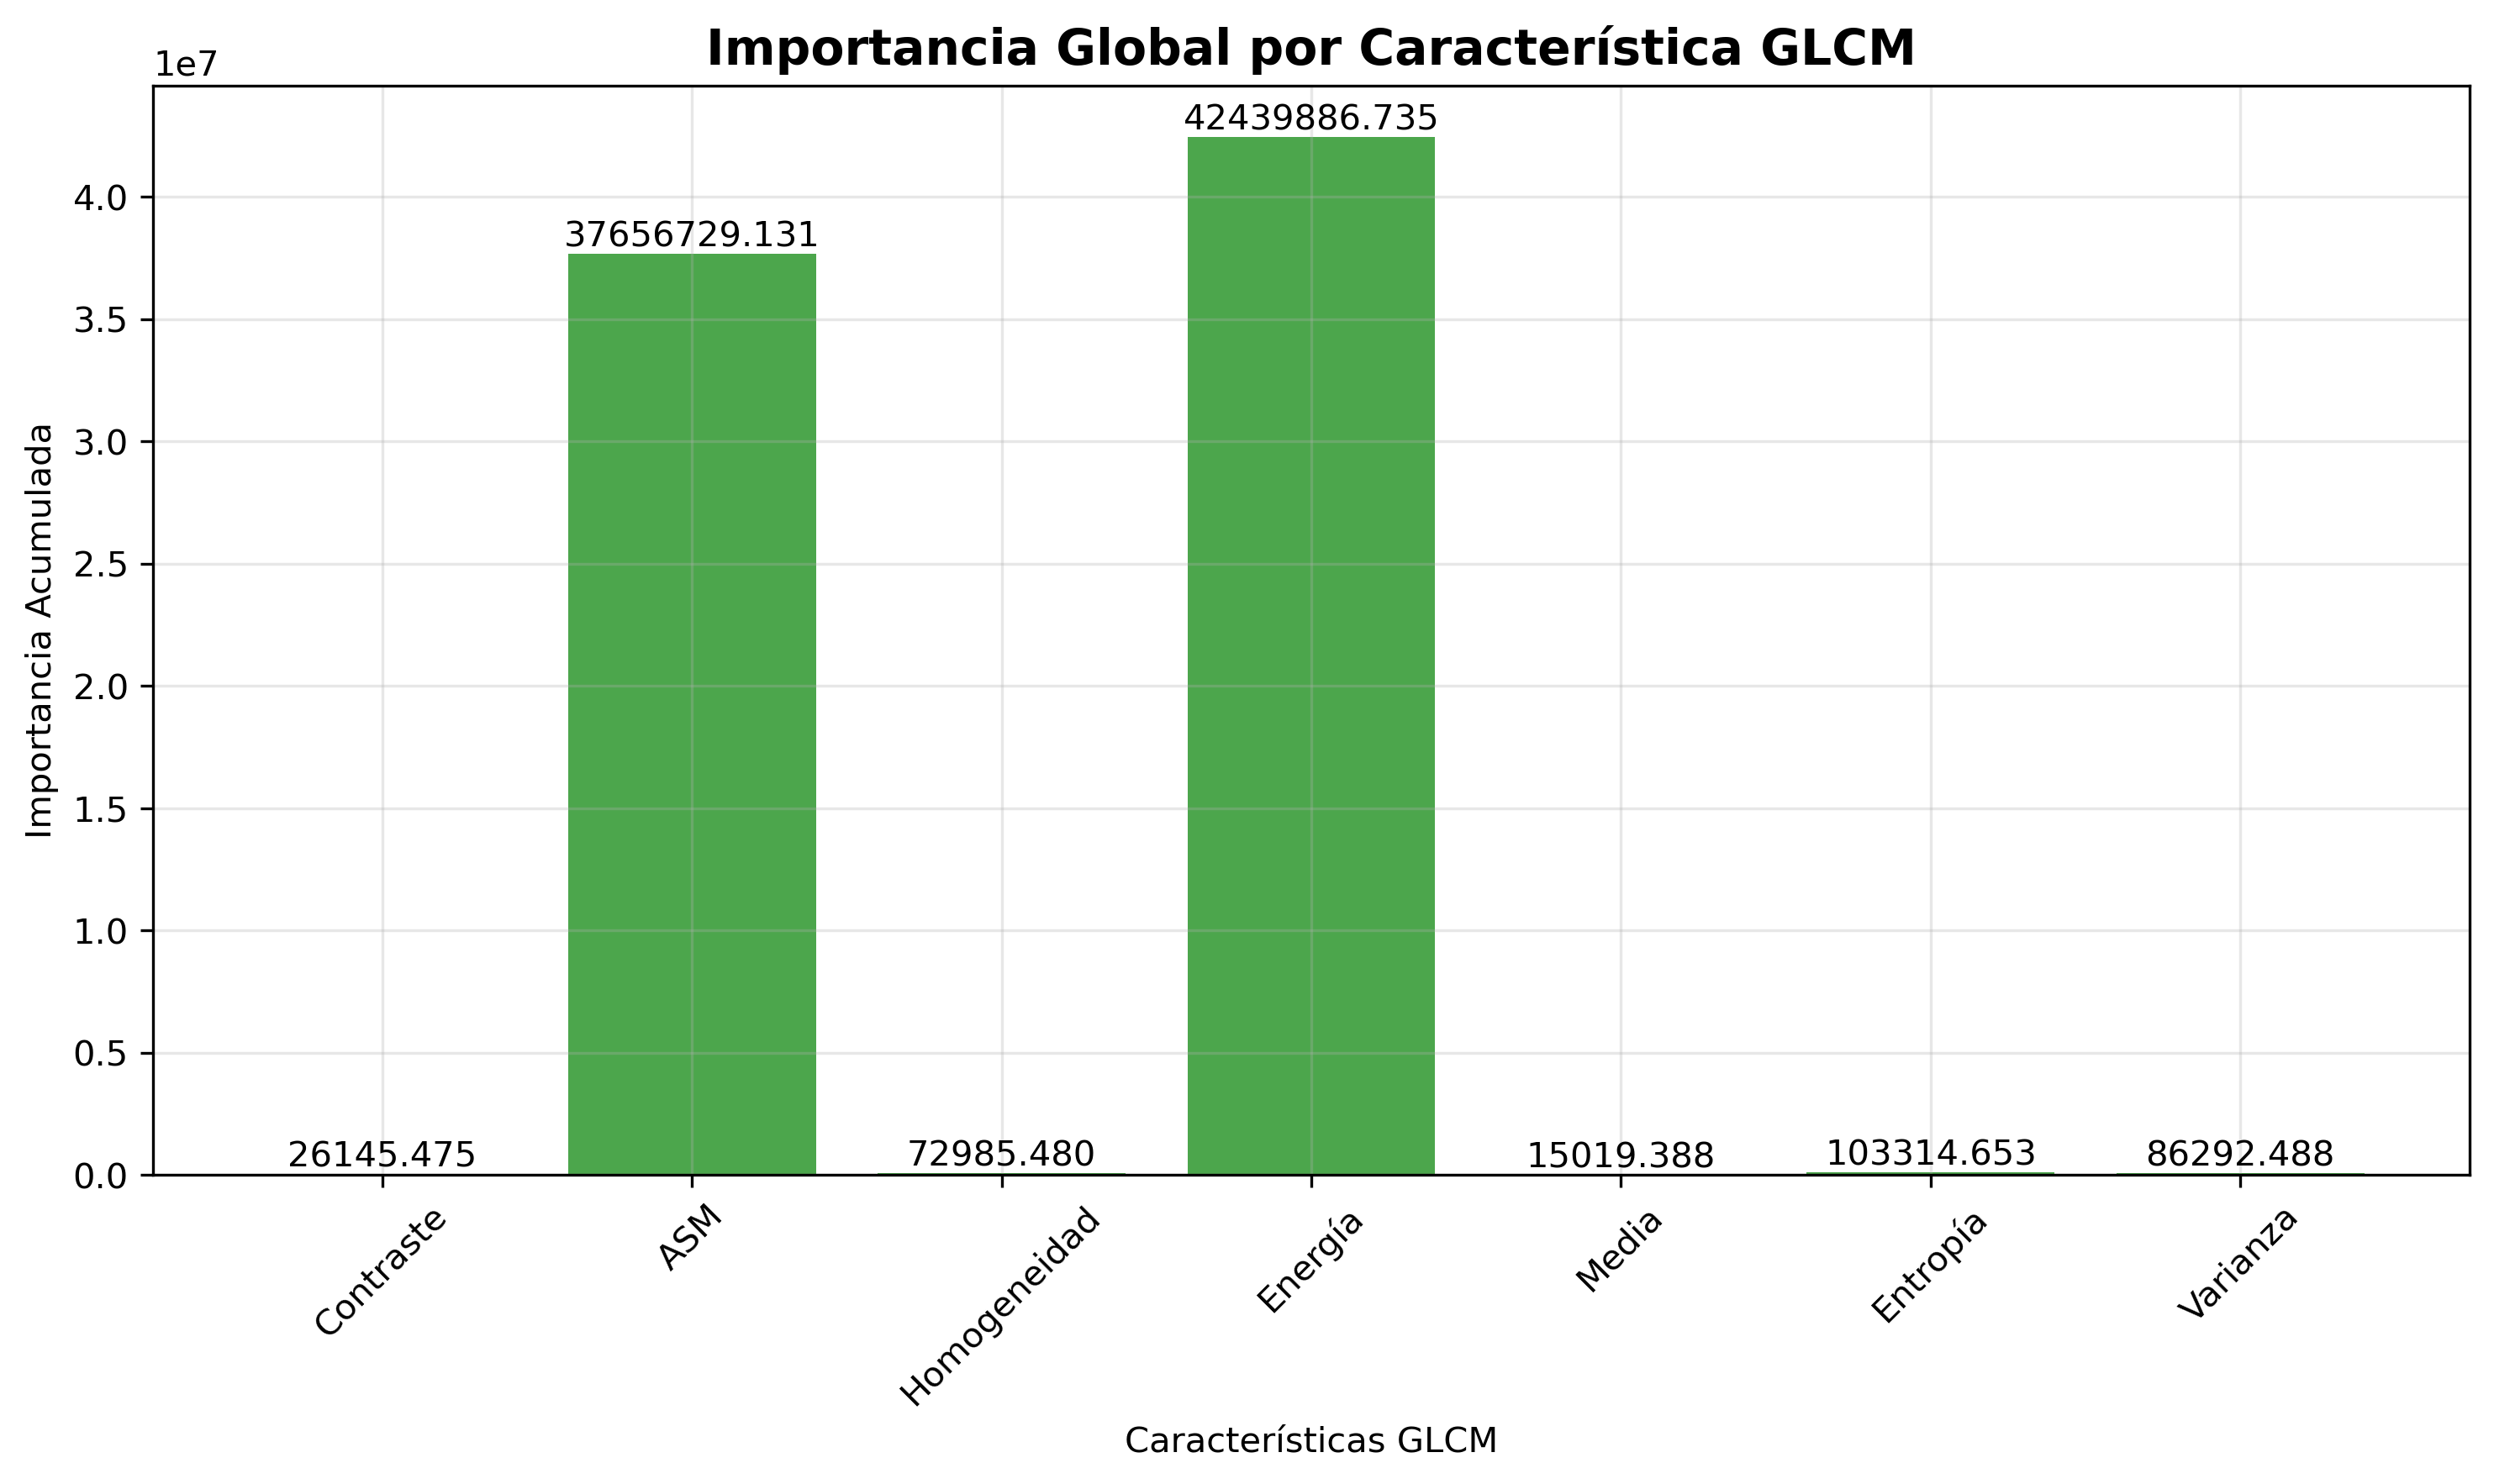 Importancia Global por Característica GLCM
1e7
42439886.735
37656729.131
4.0
3.5
3.0
2.5
2.0
1.5
1.0
0.5
0.0
Importancia Acumulada
26145.475
72985.480
15019.388
103314.653
86292.488
Contraste
ASM
Homogeneidad
Energía
Media
Entropía
Varianza
Características GLCM